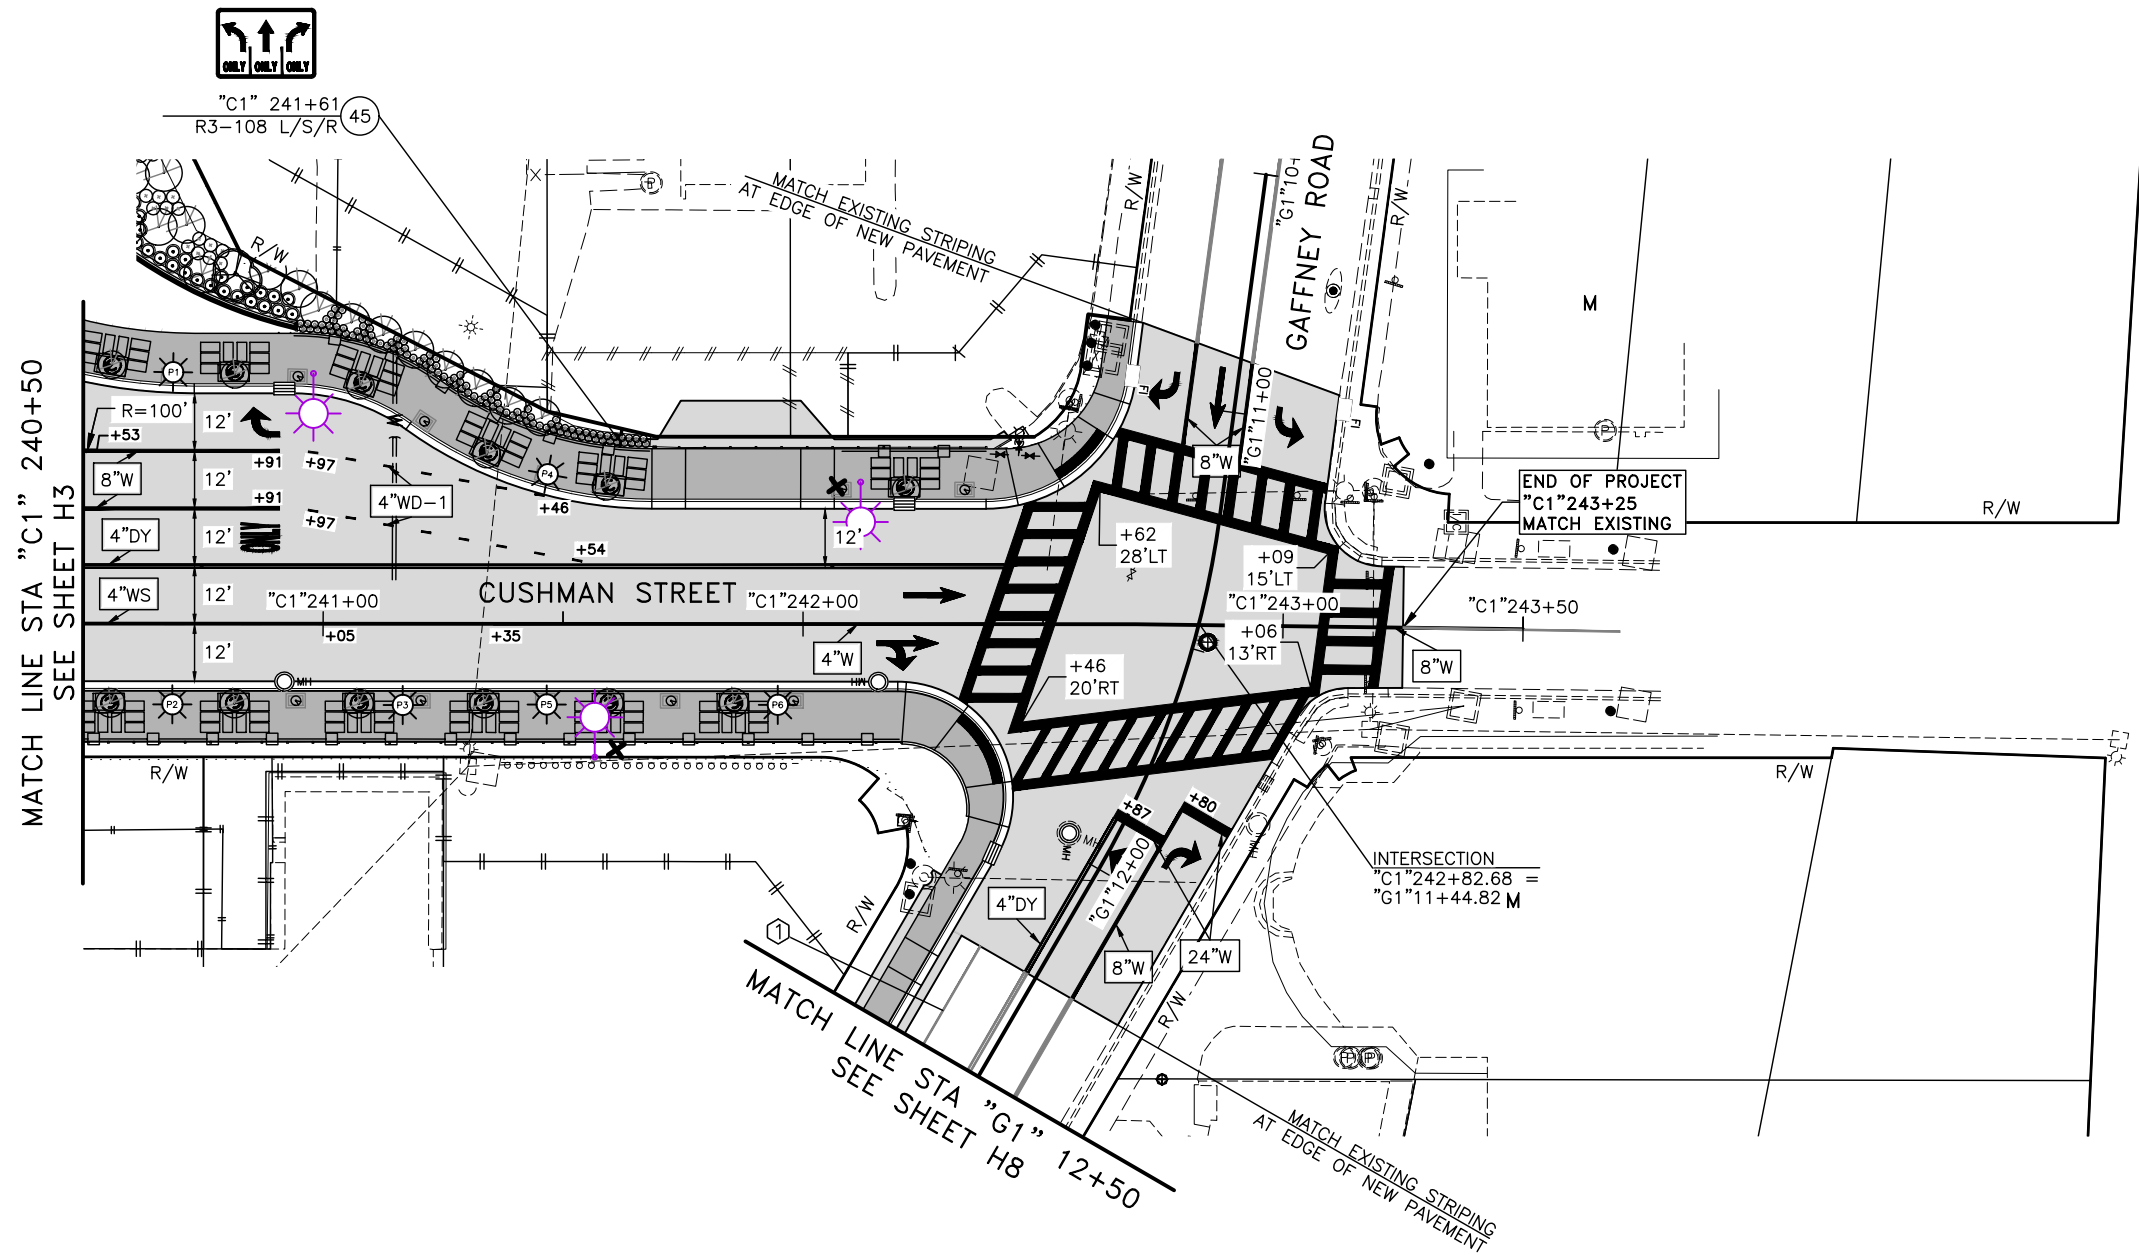 ONLY ONLY ONLY
"C1" 241+61
R3-108 L/S/R
45
MATCH LINE STA "C1" 240+50
SEE SHEET H3
R/W
P
MATCH EXISTING STRIPING
AT EDGE OF NEW PAVEMENT
R/W
"G1"10+
GAFFNEY ROAD
R/W
M
P
P1
R=100'
+53
12'
8"W
+91
+97
12'
4"WD-1
P4
+46
+91
+97
12'
4"DY
+54
12'
8"W
"G1"11+00
END OF PROJECT
"C1"243+25
MATCH EXISTING
R/W
+62
28'LT
+09
15'LT
4"WS
12'
"C1"241+00
CUSHMAN STREET
"C1"242+00
"C1"243+00
"C1"243+50
+05
+35
12'
4"W
+06
13'RT
8"W
+46
20'RT
MH
MH
P2
P3
P5
P6
R/W
R/W
+87
+80
MH
MH
MH
"G1"12+00
INTERSECTION
"C1"242+82.68 =
"G1"11+44.82 M
4"DY
R/W
1
8"W
24"W
R/W
P P
MATCH LINE STA "G1" 12+50
SEE SHEET H8
MATCH EXISTING STRIPING
AT EDGE OF NEW PAVEMENT